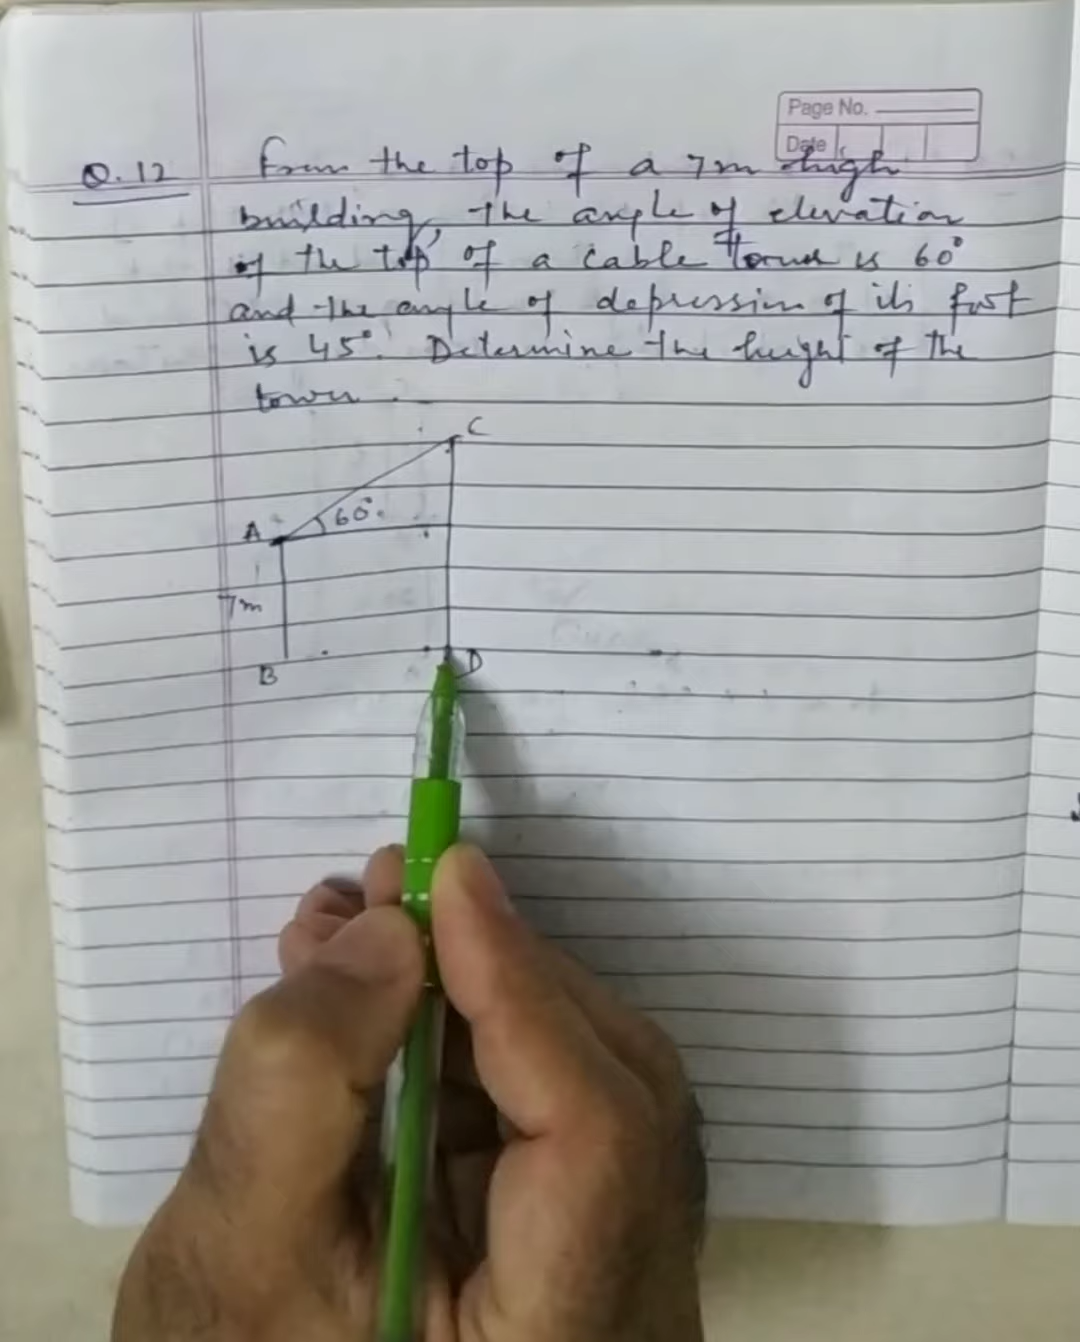 Page No.
Date
Q.12 From the top of a 7m high
building, the angle of elevation
of the top of a cable tower is 60°
and the angle of depression of its foot
is 45°. Determine the height of the
tower.
C
A 60°
7m
B D